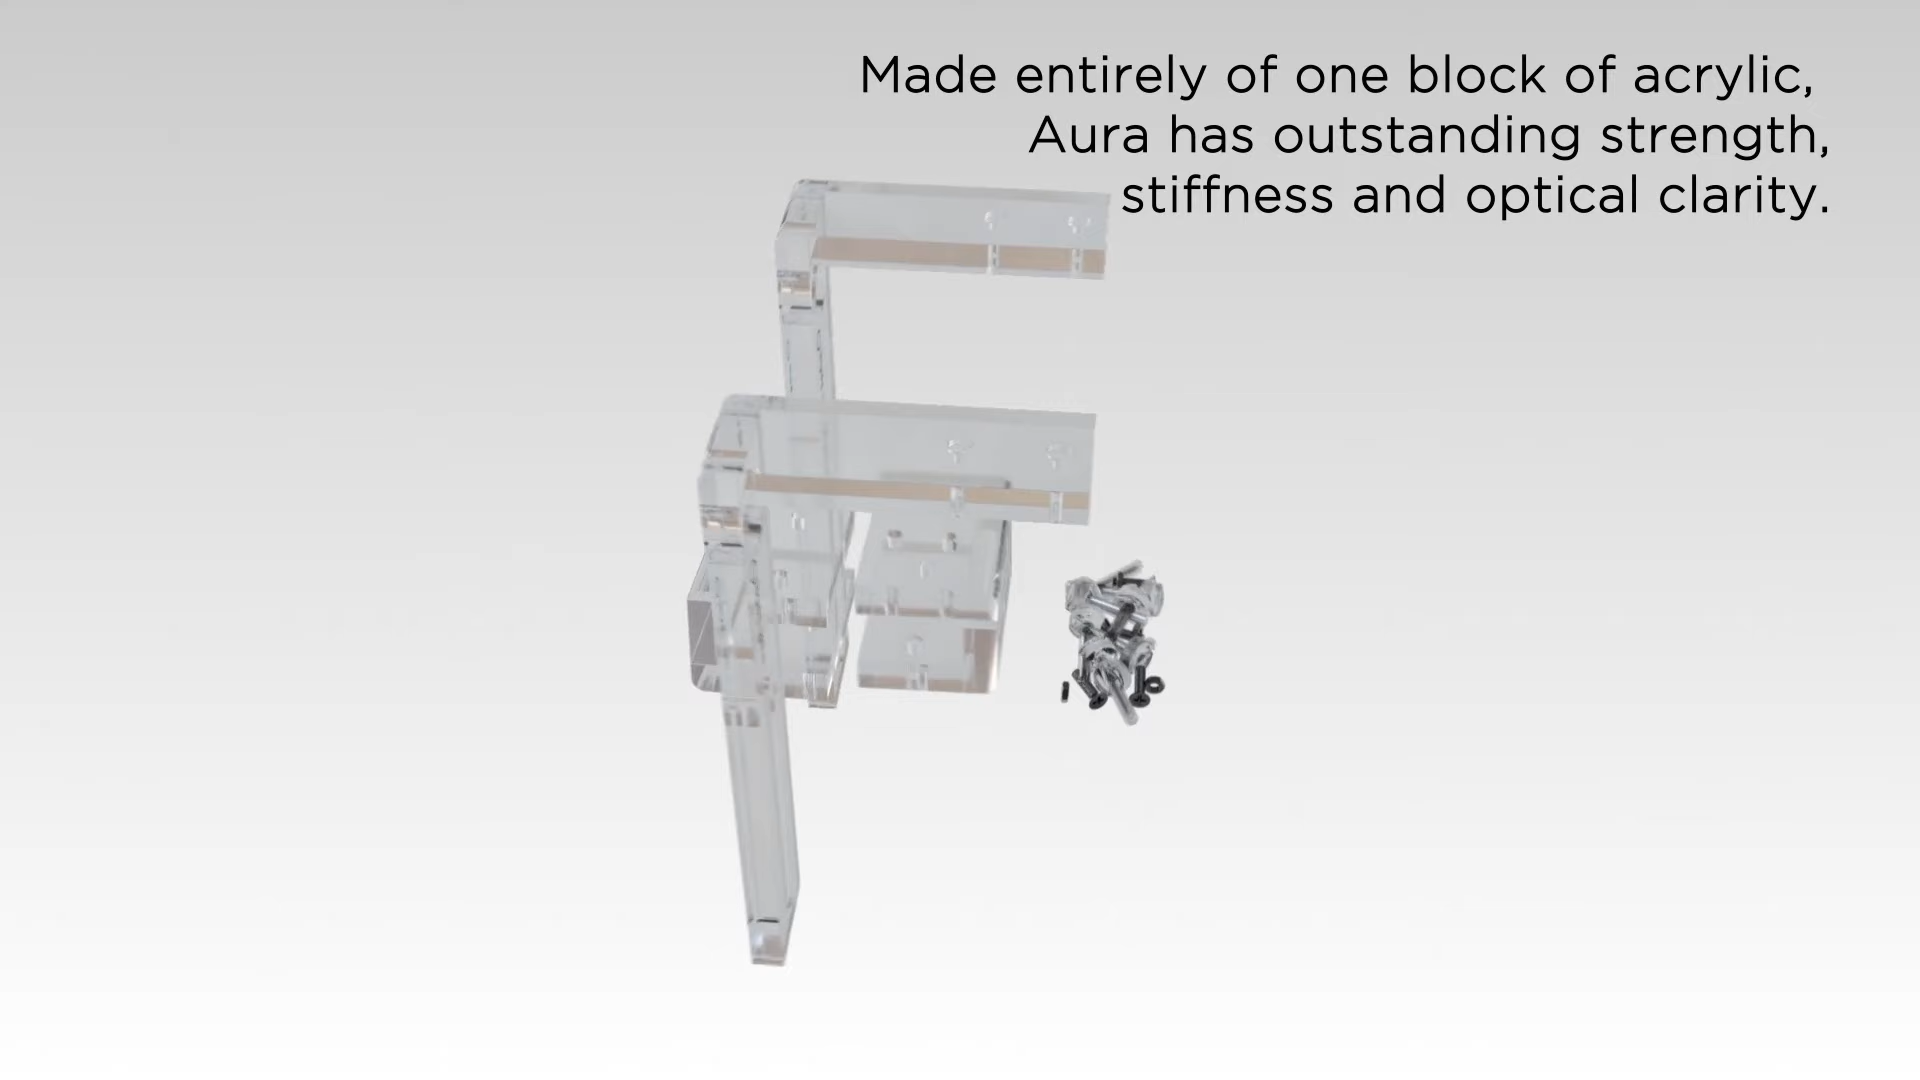 Made entirely of one block of acrylic,
Aura has outstanding strength,
stiffness and optical clarity.